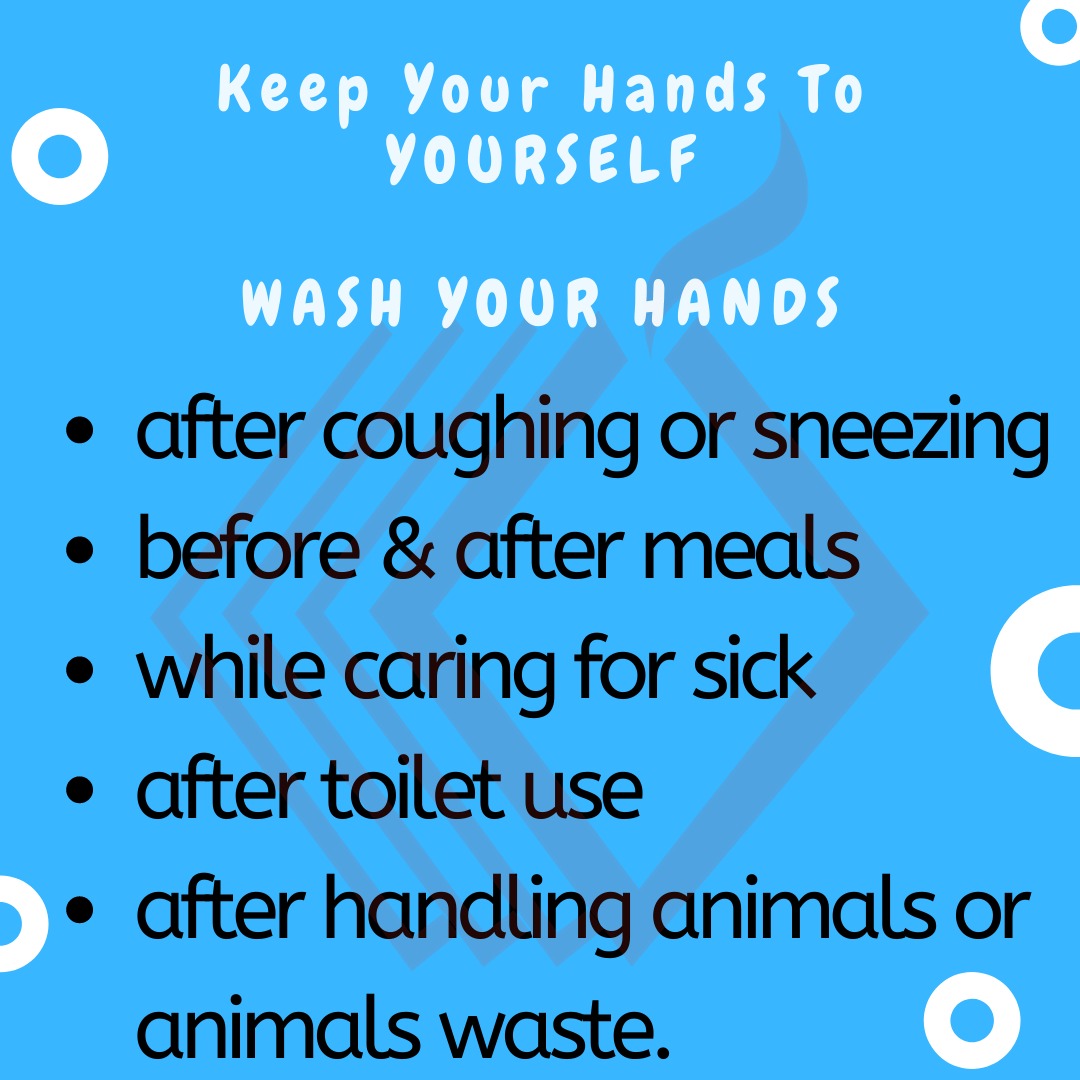 Keep Your Hands To
YOURSELF
WASH YOUR HANDS
• after coughing or sneezing
• before & after meals
• while caring for sick
• after toilet use
• after handling animals or
animals waste.